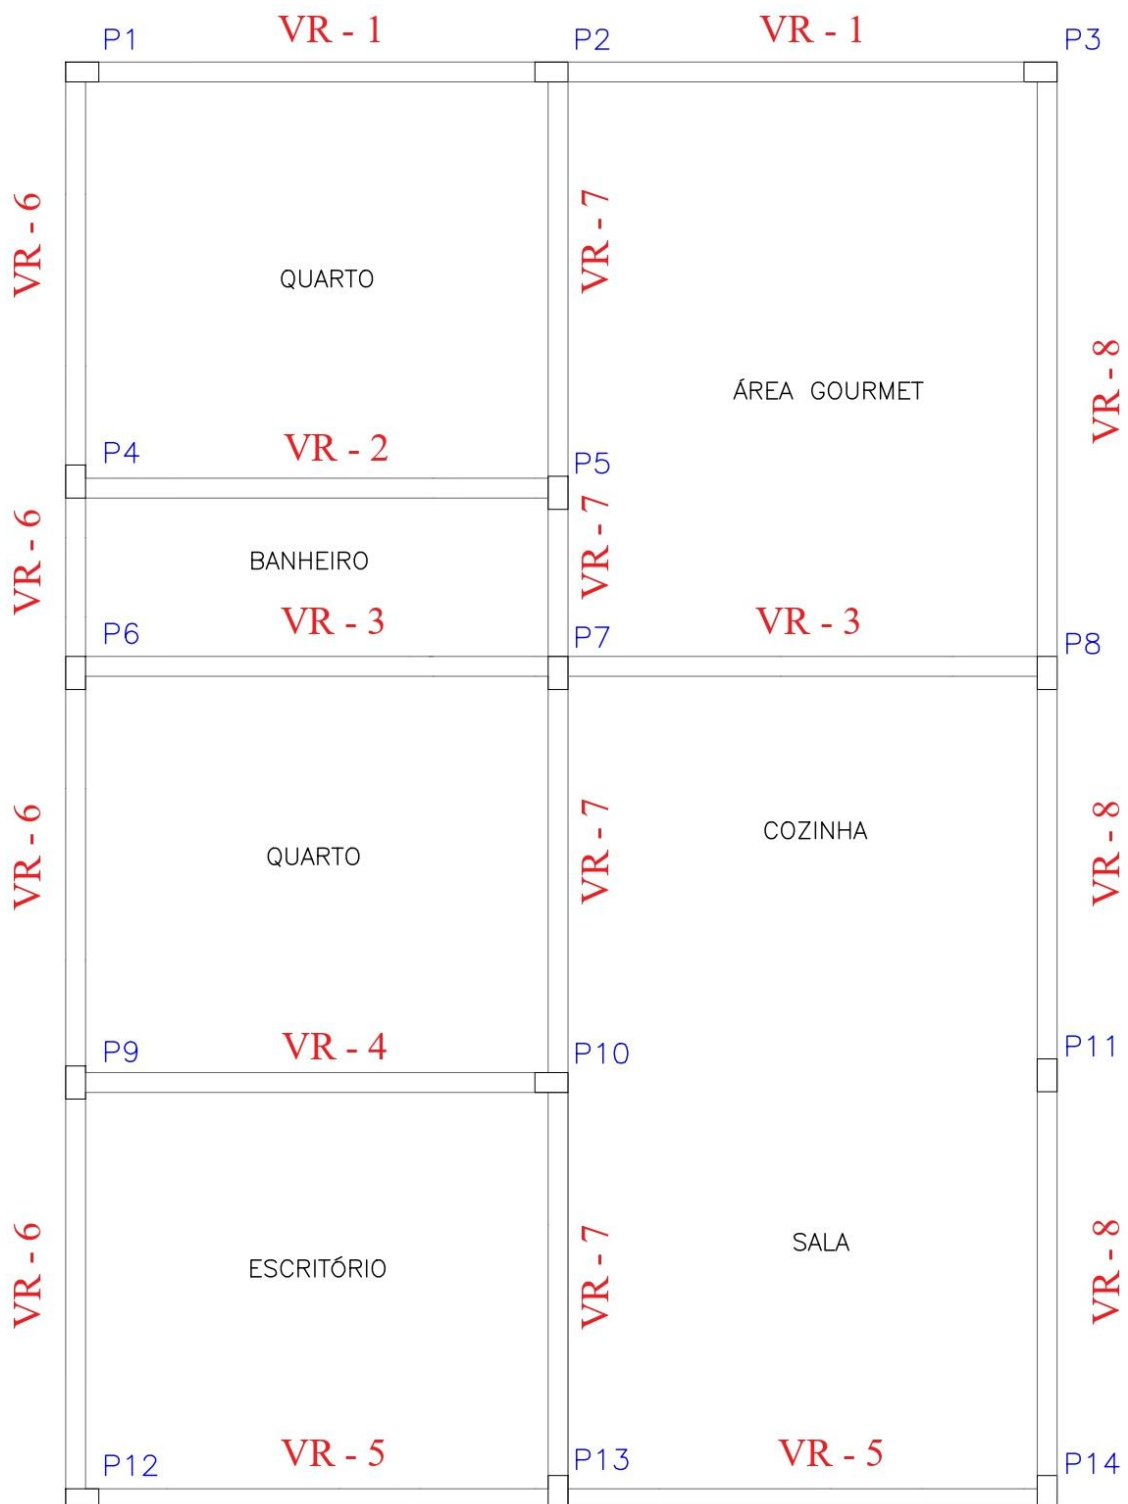 P1 VR - 1 P2 VR - 1 P3
VR - 6
VR - 7
QUARTO
ÁREA GOURMET
VR - 8
P4 VR - 2 P5
VR - 6
VR - 7
BANHEIRO
P6 VR - 3 P7 VR - 3 P8
VR - 6
QUARTO
VR - 7
COZINHA
VR - 8
P9 VR - 4 P10 P11
VR - 6
ESCRITÓRIO
VR - 7
SALA
VR - 8
P12 VR - 5 P13 VR - 5 P14